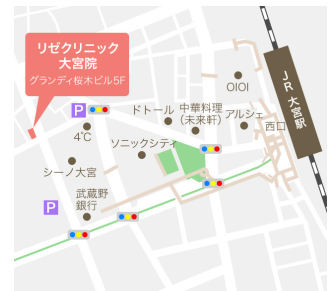 リゼクリニック
大宮院
グランディ桜木ビル5F
P
4℃
ドトール
中華料理
(未来軒)
OIOI
アルシェ
西口
JR 大宮駅
ソニックシティ
シーノ大宮
P
武蔵野
銀行